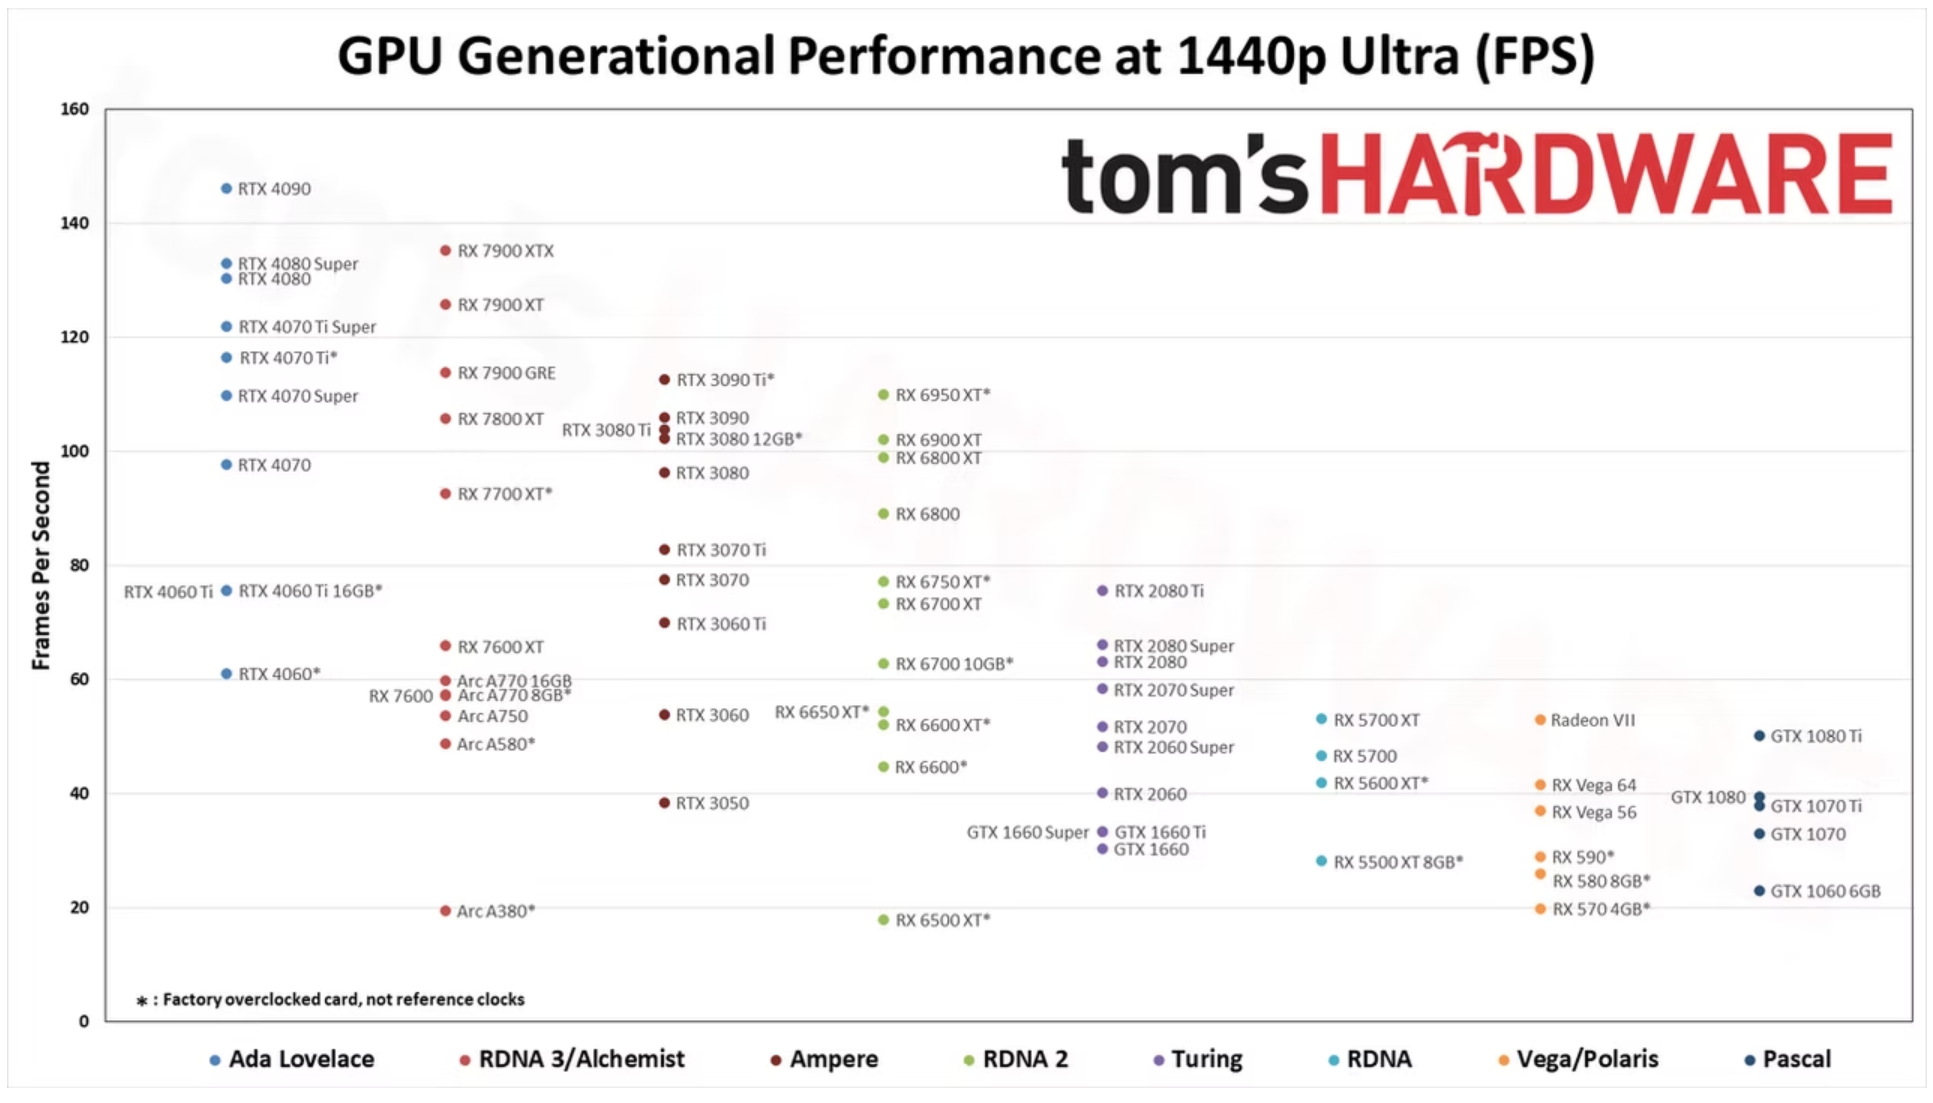 GPU Generational Performance at 1440p Ultra (FPS)
tom's HARDWARE
Frames Per Second
160
140
120
100
80
60
40
20
0
RTX 4090
RTX 4080 Super
RTX 4080
RTX 4070 Ti Super
RTX 4070 Ti*
RTX 4070 Super
RTX 4070
RTX 4060 Ti
RTX 4060 Ti 16GB*
RTX 4060*
RX 7900 XTX
RX 7900 XT
RX 7900 GRE
RX 7800 XT
RX 7700 XT*
RX 7600 XT
Arc A770 16GB
RX 7600
Arc A770 8GB*
Arc A750
Arc A580*
Arc A380*
RTX 3090 Ti*
RTX 3090
RTX 3080 Ti
RTX 3080 12GB*
RTX 3080
RTX 3070 Ti
RTX 3070
RTX 3060 Ti
RTX 3060
RTX 3050
RX 6950 XT*
RX 6900 XT
RX 6800 XT
RX 6800
RX 6750 XT*
RX 6700 XT
RX 6700 10GB*
RX 6650 XT*
RX 6600 XT*
RX 6600*
RX 6500 XT*
RTX 2080 Ti
RTX 2080 Super
RTX 2080
RTX 2070 Super
RTX 2070
RTX 2060 Super
RTX 2060
GTX 1660 Super
GTX 1660 Ti
GTX 1660
RX 5700 XT
RX 5700
RX 5600 XT*
RX 5500 XT 8GB*
Radeon VII
RX Vega 64
RX Vega 56
RX 590*
RX 580 8GB*
RX 570 4GB*
GTX 1080 Ti
GTX 1080
GTX 1070 Ti
GTX 1070
GTX 1060 6GB
* : Factory overclocked card, not reference clocks
Ada Lovelace
RDNA 3/Alchemist
Ampere
RDNA 2
Turing
RDNA
Vega/Polaris
Pascal
tom's HARDWARE